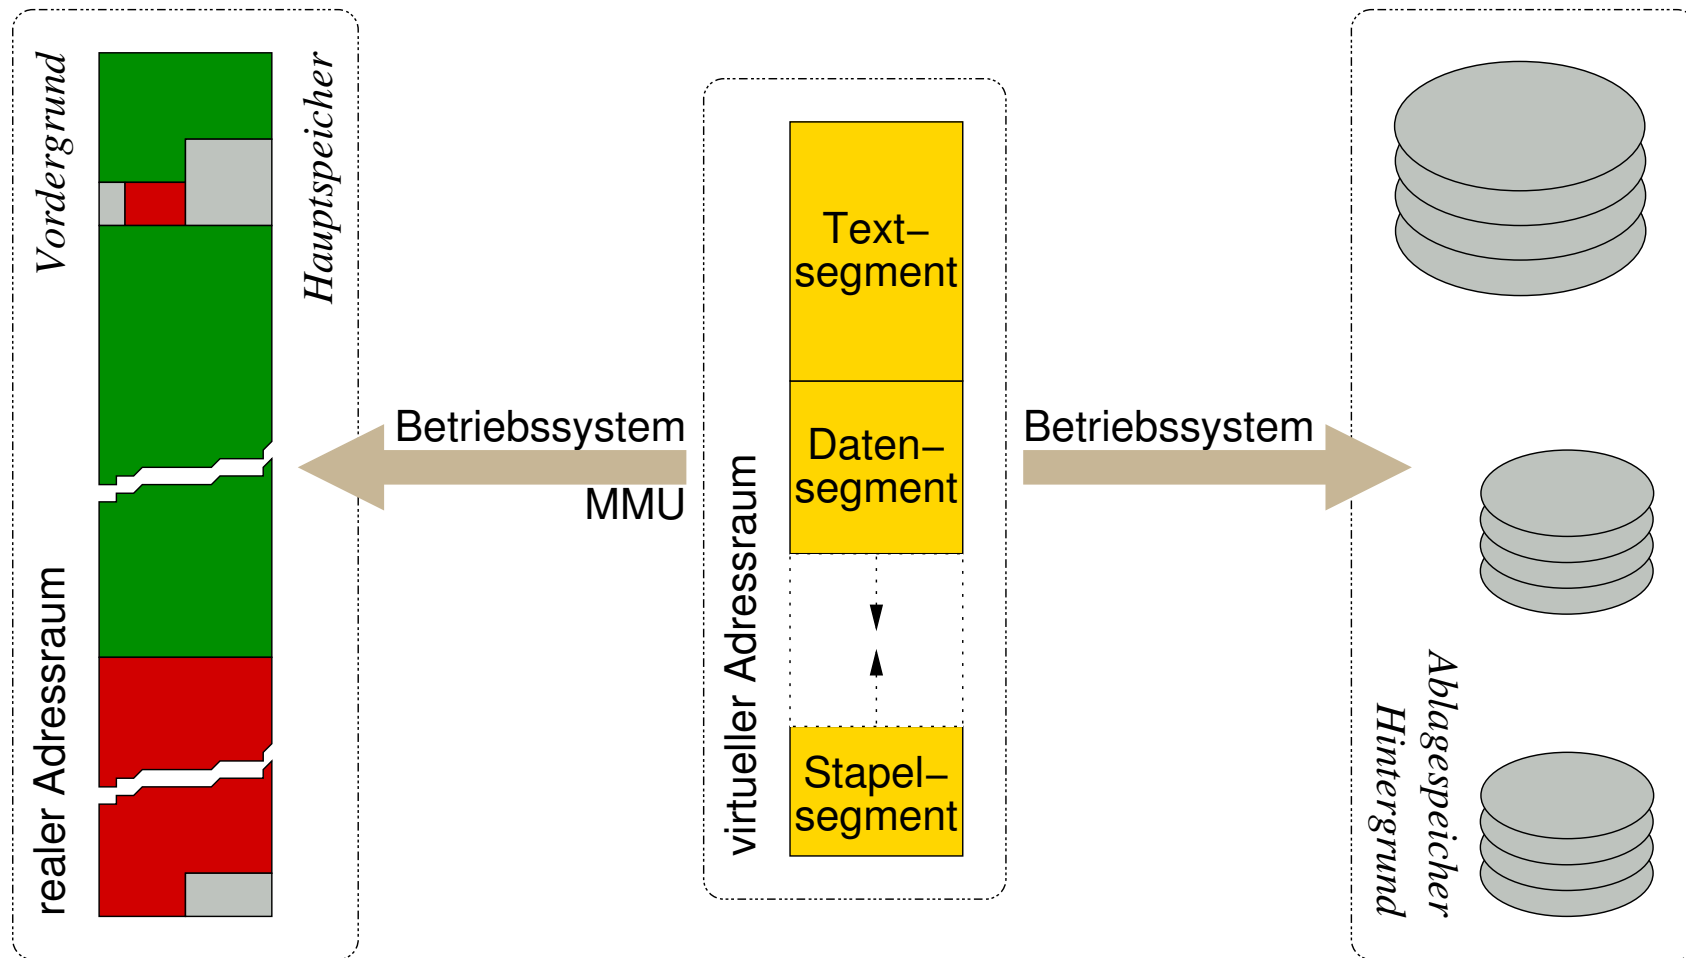 Vordergrund
Hauptspeicher
realer Adressraum
Betriebssystem
MMU
virtueller Adressraum
Text–
segment
Daten–
segment
Stapel–
segment
Betriebssystem
Ablagespeicher
Hintergrund